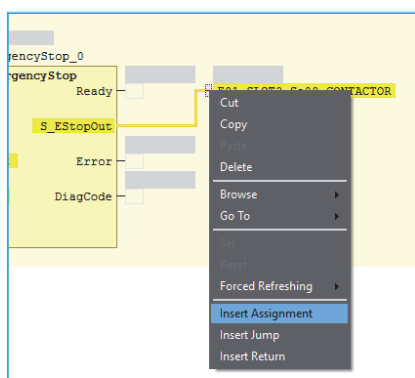 gencyStop_0
rgencyStop
Ready
S_EStopOut
Error
DiagCode
CONTACTOR
Cut
Copy
Paste
Delete
Browse
Go To
Set
Reset
Forced Refreshing
Insert Assignment
Insert Jump
Insert Return